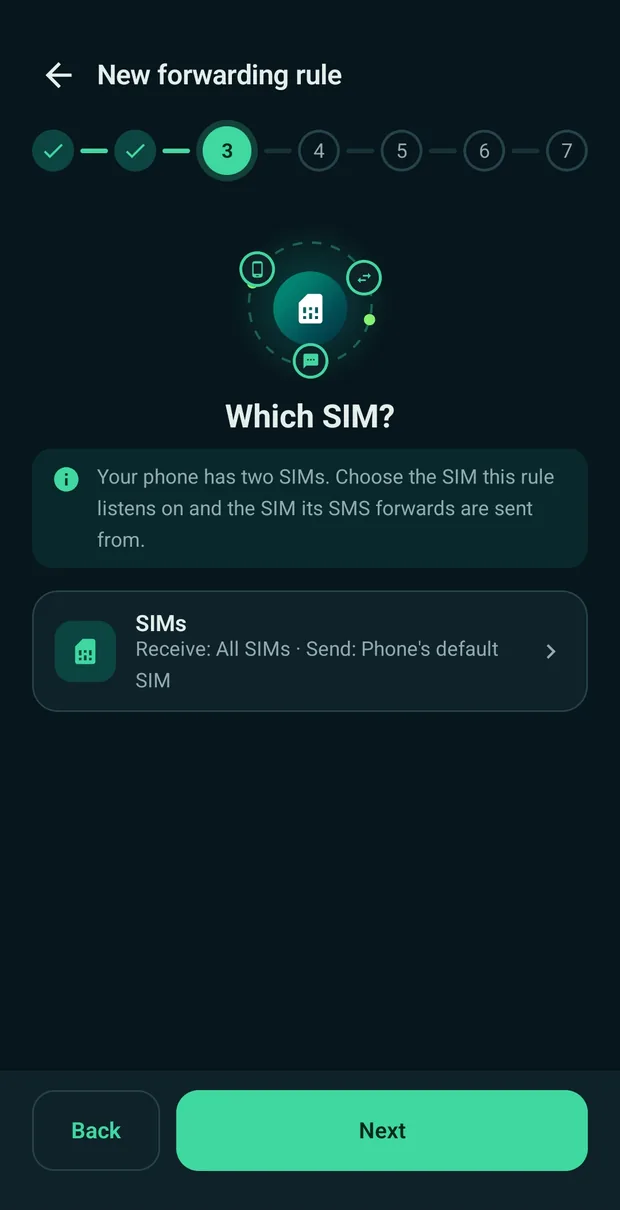 New forwarding rule
3 4 5 6 7
Which SIM?
Your phone has two SIMs. Choose the SIM this rule
listens on and the SIM its SMS forwards are sent
from.
SIMs
Receive: All SIMs · Send: Phone's default
SIM
Back Next